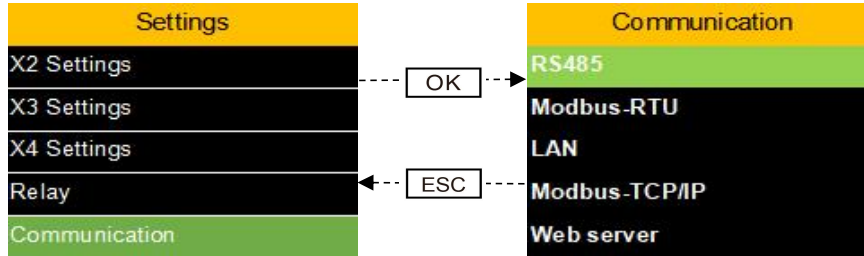 Settings
X2 Settings
X3 Settings
X4 Settings
Relay
Communication
OK
ESC
Communication
RS485
Modbus-RTU
LAN
Modbus-TCP/IP
Web server